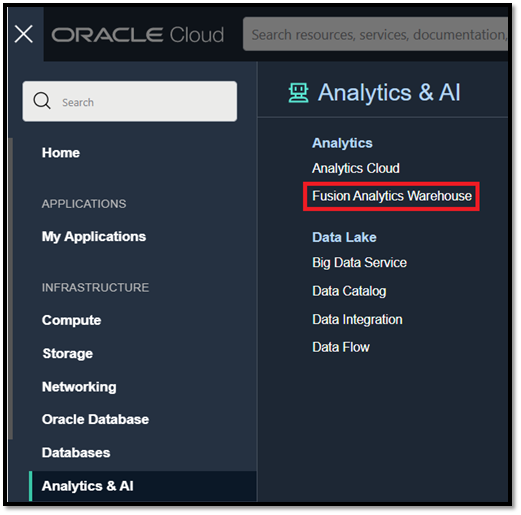 ORACLE Cloud
Search resources, services, documentation,
Search
Home
APPLICATIONS
My Applications
INFRASTRUCTURE
Compute
Storage
Networking
Oracle Database
Databases
Analytics & AI
Analytics & AI
Analytics
Analytics Cloud
Fusion Analytics Warehouse
Data Lake
Big Data Service
Data Catalog
Data Integration
Data Flow